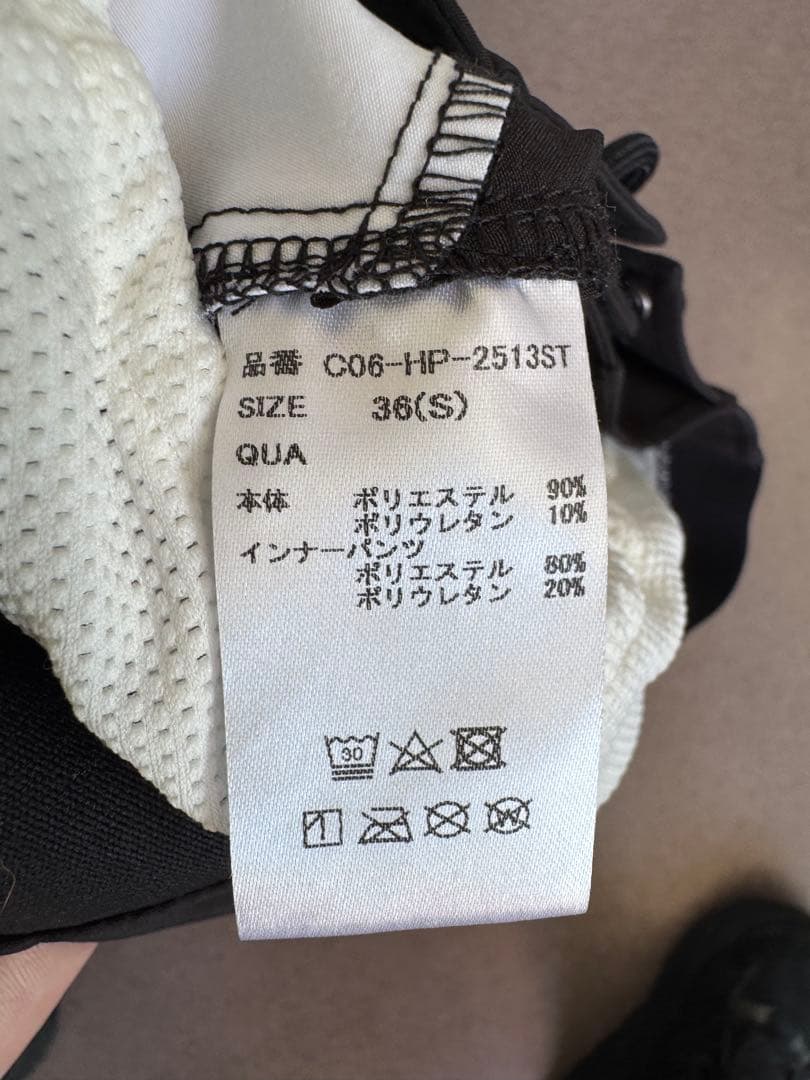 品番 C06-HP-2513ST
SIZE 36(S)
QUA
本体 ポリエステル 90%
ポリウレタン 10%
インナーパンツ
ポリエステル 80%
ポリウレタン 20%
30
W